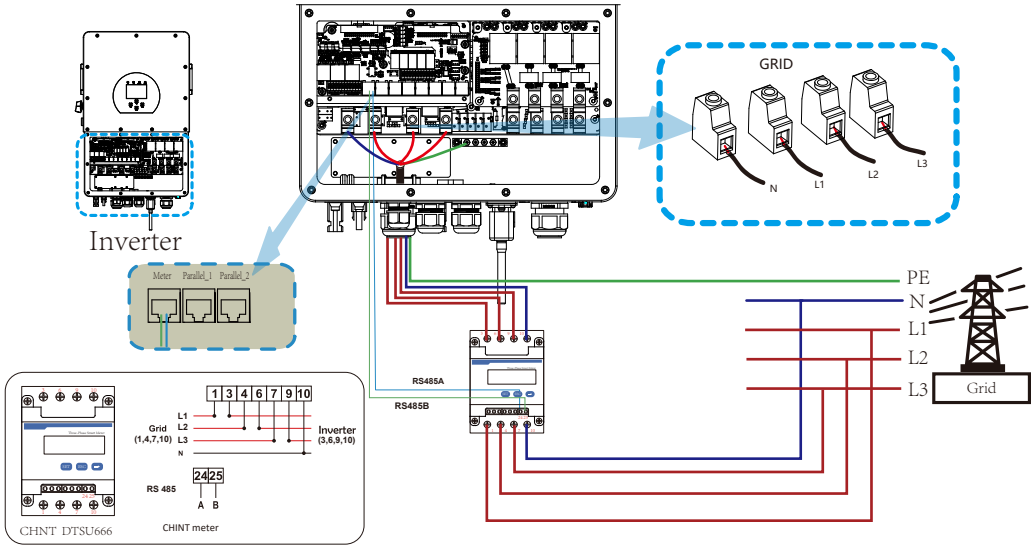 GRID
N
L1
L2
L3
Inverter
Meter Parallel_1 Parallel_2
PE
N
L1
L2
L3
Grid
RS485A
RS485B
1 3 4 6 7 9 10
L1
L2
L3
N
Grid
(1,4,7,10)
Inverter
(3,6,9,10)
24 25
RS 485
A B
CHNT DTSU666
CHINT meter